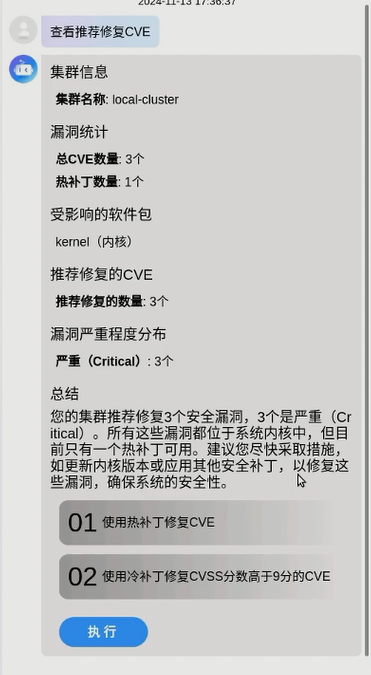 2024-11-13 17:36:37
查看推荐修复CVE
集群信息
集群名称: local-cluster
漏洞统计
总CVE数量: 3个
热补丁数量: 1个
受影响的软件包
kernel（内核）
推荐修复的CVE
推荐修复的数量: 3个
漏洞严重程度分布
严重（Critical）: 3个
总结
您的集群推荐修复3个安全漏洞，3个是严重（Cr
itical）。所有这些漏洞都位于系统内核中，但目
前只有一个热补丁可用。建议您尽快采取措施，
如更新内核版本或应用其他安全补丁，以修复这
些漏洞，确保系统的安全性。
01 使用热补丁修复CVE
02 使用冷补丁修复CVSS分数高于9分的CVE
执行